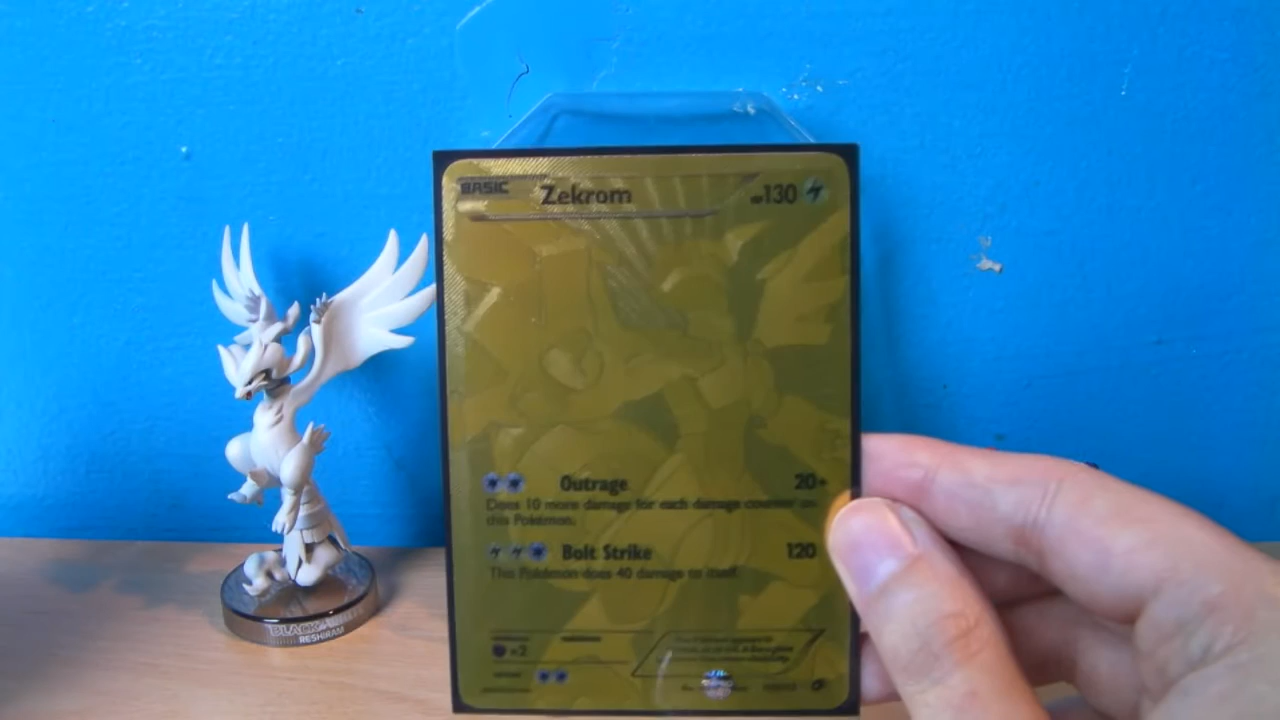 BASIC Zekrom HP130
Outrage 20+
Does 10 more damage for each damage counter on
this Pokémon.
Bolt Strike 120
This Pokémon does 40 damage to itself.
×2
BLACK
RESHIRAM